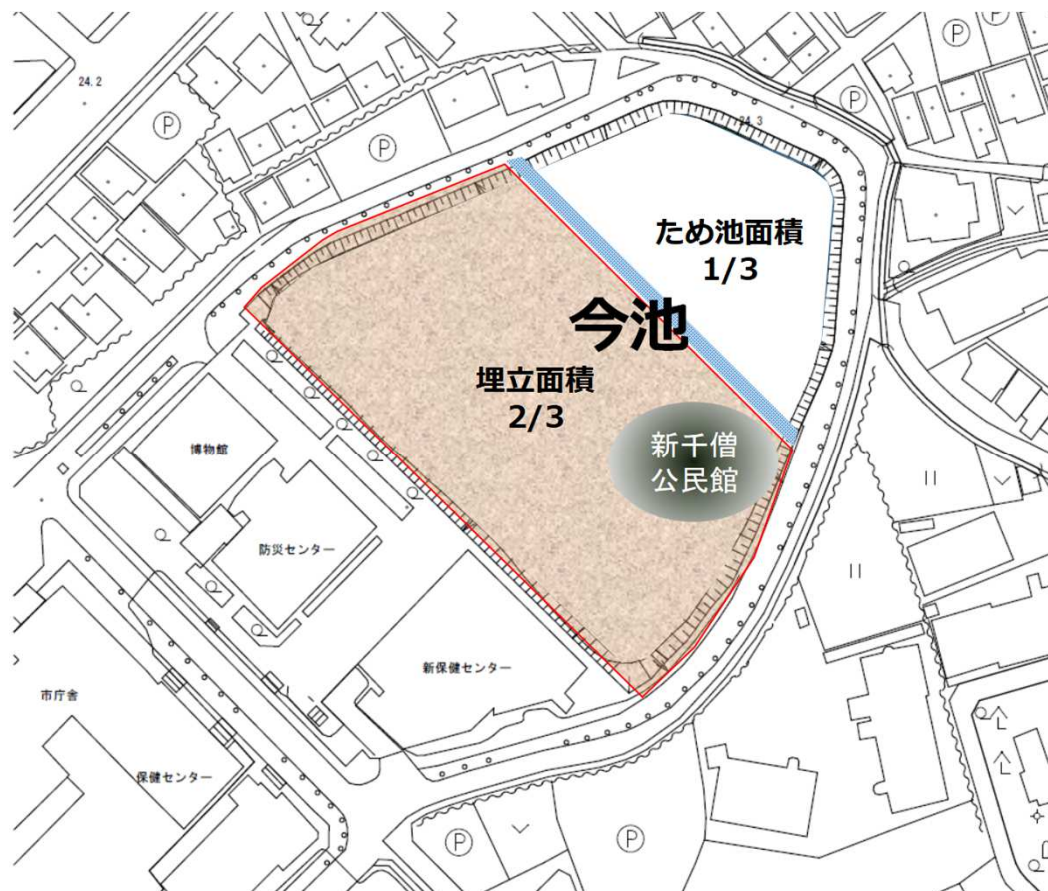 24.2
Ⓟ
Ⓟ
Ⓟ
Ⓟ
24.3
ため池面積
1/3
今池
埋立面積
2/3
新千僧
公民館
博物館
防災センター
新保健センター
市庁舎
保健センター
Ⓟ
Ⓟ